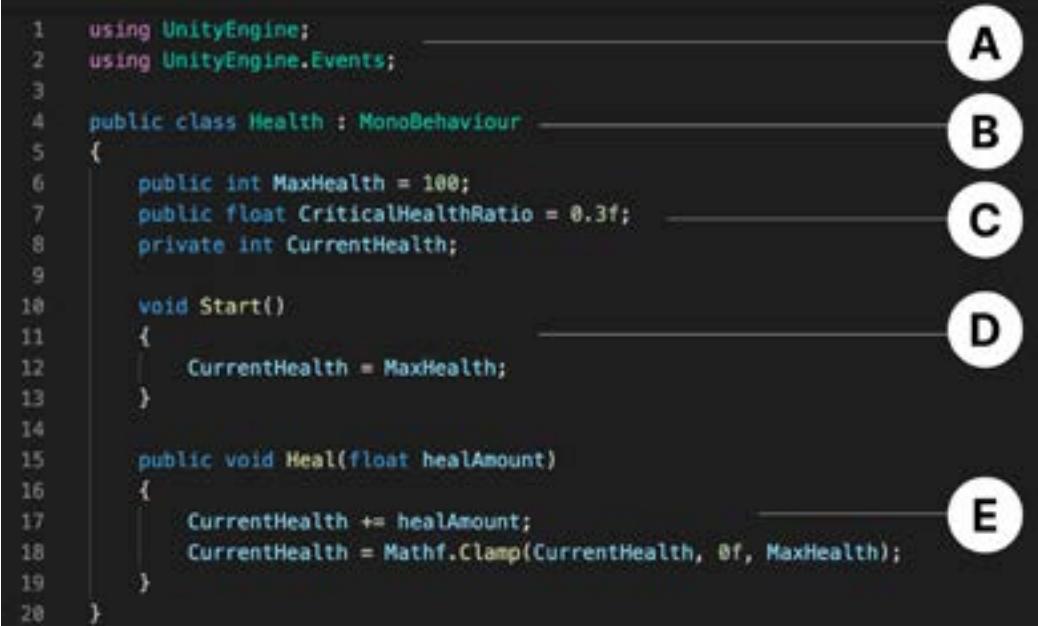 1 using UnityEngine;
2 using UnityEngine.Events;
A
3
4 public class Health : MonoBehaviour
B
5 {
6 public int MaxHealth = 100;
7 public float CriticalHealthRatio = 0.3f;
C
8 private int CurrentHealth;
9
10 void Start()
11 {
D
12 CurrentHealth = MaxHealth;
13 }
14
15 public void Heal(float healAmount)
16 {
17 CurrentHealth += healAmount;
E
18 CurrentHealth = Mathf.Clamp(CurrentHealth, 0f, MaxHealth);
19 }
20 }